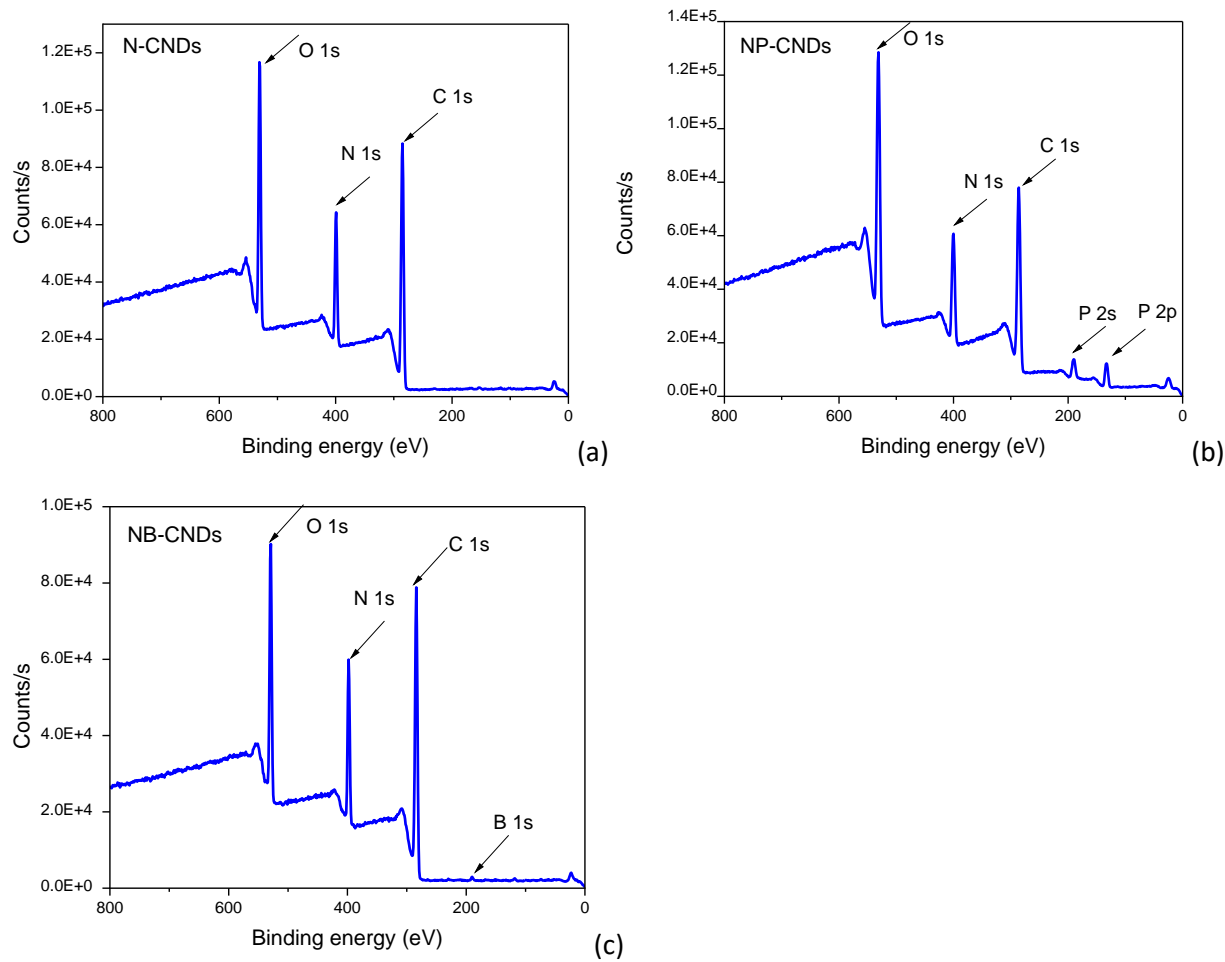 N-CNDs
O 1s
C 1s
N 1s
1.2E+5
1.0E+5
8.0E+4
6.0E+4
4.0E+4
2.0E+4
0.0E+0
Counts/s
800
600
400
200
0
Binding energy (eV)
(a)
NP-CNDs
O 1s
C 1s
N 1s
P 2s
P 2p
1.4E+5
1.2E+5
1.0E+5
8.0E+4
6.0E+4
4.0E+4
2.0E+4
0.0E+0
Counts/s
800
600
400
200
0
Binding energy (eV)
(b)
NB-CNDs
O 1s
C 1s
N 1s
B 1s
1.0E+5
8.0E+4
6.0E+4
4.0E+4
2.0E+4
0.0E+0
Counts/s
800
600
400
200
0
Binding energy (eV)
(c)